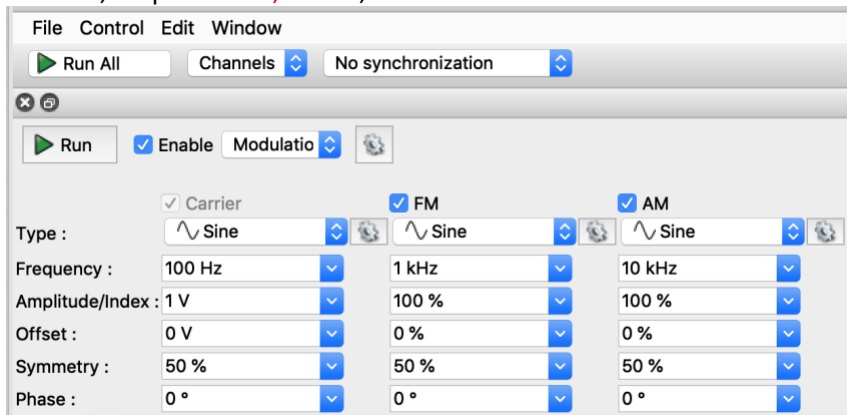 File Control Edit Window
Run All Channels No synchronization
Run Enable Modulatio
Carrier FM AM
Type : Sine Sine Sine
Frequency : 100 Hz 1 kHz 10 kHz
Amplitude/Index : 1 V 100 % 100 %
Offset : 0 V 0 % 0 %
Symmetry : 50 % 50 % 50 %
Phase : 0 ° 0 ° 0 °